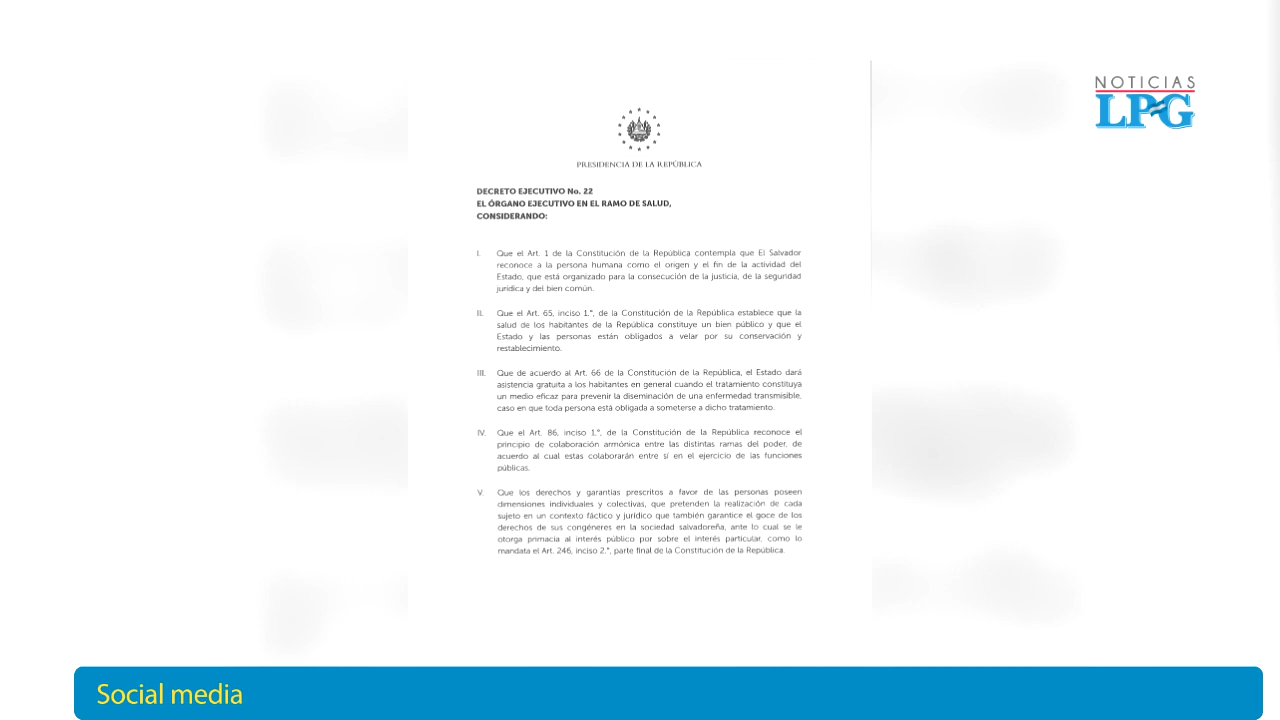 NOTICIAS
LPG
PRESIDENCIA DE LA REPÚBLICA
DECRETO EJECUTIVO No. 22
EL ÓRGANO EJECUTIVO EN EL RAMO DE SALUD,
CONSIDERANDO:
I. Que el Art. 1 de la Constitución de la República contempla que El Salvador
reconoce a la persona humana como el origen y el fin de la actividad del
Estado, que está organizado para la consecución de la justicia, de la seguridad
jurídica y del bien común.
II. Que el Art. 65, inciso 1.°, de la Constitución de la República establece que la
salud de los habitantes de la República constituye un bien público y que el
Estado y las personas están obligados a velar por su conservación y
restablecimiento.
III. Que de acuerdo al Art. 66 de la Constitución de la República, el Estado dará
asistencia gratuita a los habitantes en general cuando el tratamiento constituya
un medio eficaz para prevenir la diseminación de una enfermedad transmisible,
caso en que toda persona está obligada a someterse a dicho tratamiento.
IV. Que el Art. 86, inciso 1.°, de la Constitución de la República reconoce el
principio de colaboración armónica entre las distintas ramas del poder, de
acuerdo al cual estas colaborarán entre sí en el ejercicio de las funciones
públicas.
V. Que los derechos y garantías prescritos a favor de las personas poseen
dimensiones individuales y colectivas, que pretenden la realización de cada
sujeto en un contexto fáctico y jurídico que también garantice el goce de los
derechos de sus congéneres en la sociedad salvadoreña, ante lo cual se le
otorga primacía al interés público por sobre el interés particular, como lo
mandata el Art. 246, inciso 2.°, parte final de la Constitución de la República.
Social media